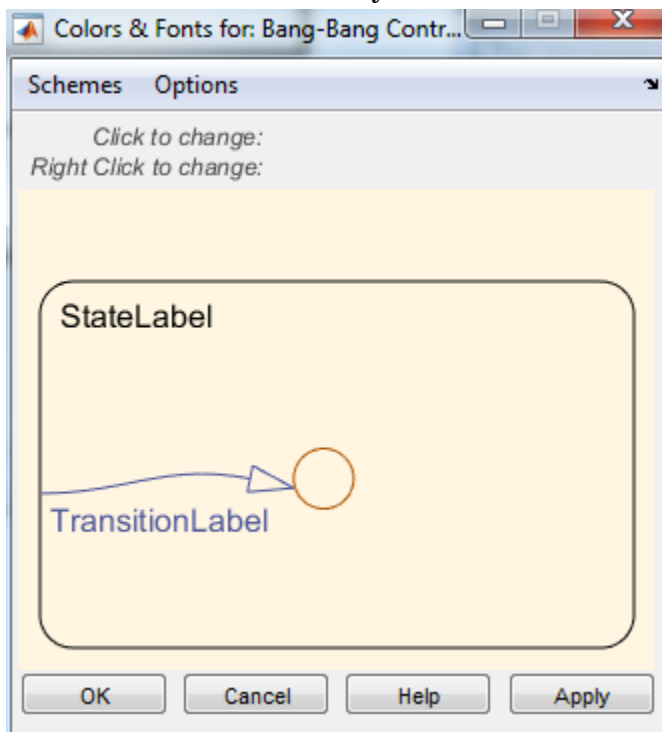 Colors & Fonts for: Bang-Bang Contr...
Schemes Options
Click to change:
Right Click to change:
StateLabel
TransitionLabel
OK Cancel Help Apply